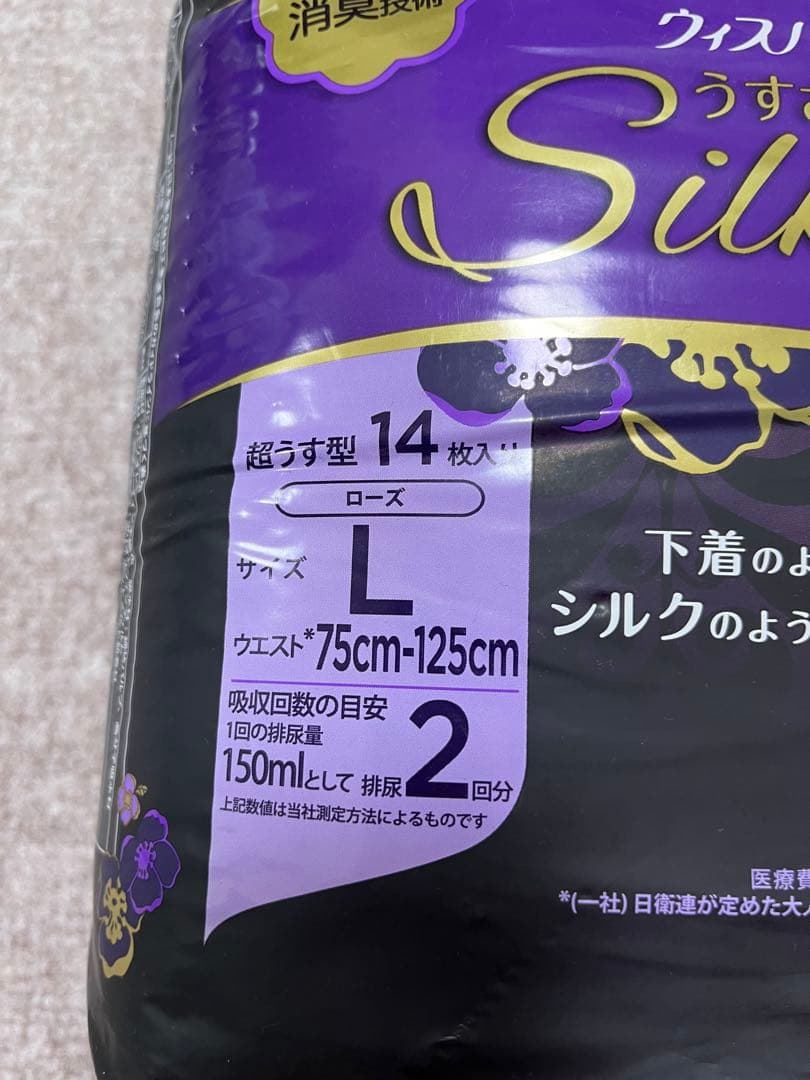 消臭技術
ウィス
うすさ
Silk
超うす型 14 枚入り
ローズ
サイズ L
ウエスト*75cm-125cm
吸収回数の目安
1回の排尿量
150mlとして 排尿2回分
上記数値は当社測定方法によるものです
下着のよ
シルクのよう
医療費
*(一社)日衛連が定めた大人